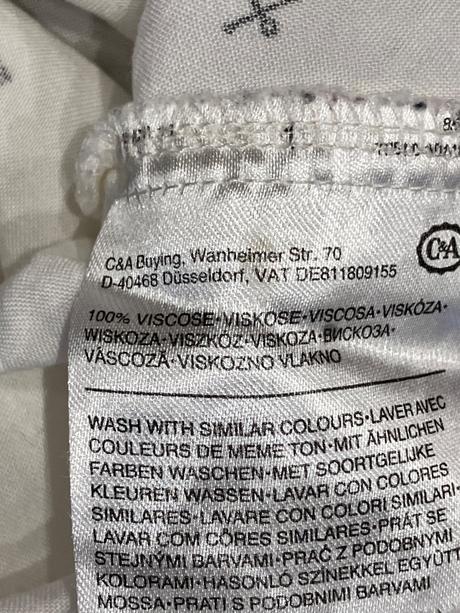 C&A
C&A Buying, Wanheimer Str. 70
D-40468 Düsseldorf, VAT DE811809155
100% VISCOSE·VISKOSE·VISCOSA·VISKÓZA·
WISKOZA·VISZKÓZ·VISKOZA·ВИСКОЗА·
VÂSCOZĂ·VISKOZNO VLAKNO
WASH WITH SIMILAR COLOURS·LAVER AVEC
COULEURS DE MEME TON·MIT ÄHNLICHEN
FARBEN WASCHEN·MET SOORTGELIJKE
KLEUREN WASSEN·LAVAR CON COLORES
SIMILARES·LAVARE CON COLORI SIMILARI·
LAVAR COM CÔRES SIMILARES·PRÁT SE
STEJNÝMI BARVAMI·PRAĆ Z PODOBNYMI
KOLORAMI·HASONLÓ SZÍNEKKEL EGYÜTT
MOSSA·PRATI S PODOBNIMI BARVAMI